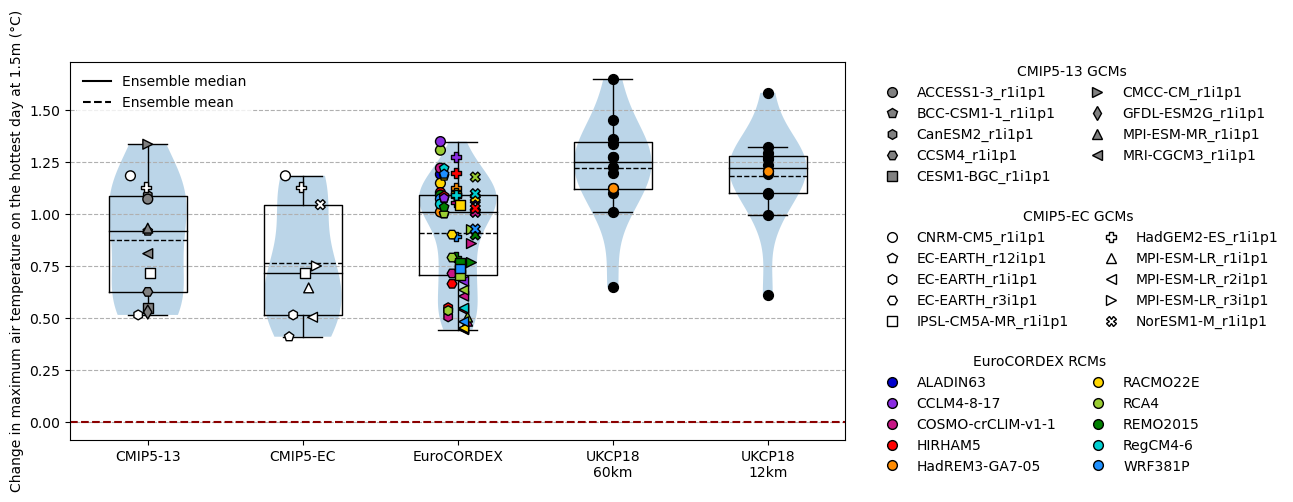 Change in maximum air temperature on the hottest day at 1.5m (°C)
Ensemble median
Ensemble mean
1.50
1.25
1.00
0.75
0.50
0.25
0.00
CMIP5-13
CMIP5-EC
EuroCORDEX
UKCP18
60km
UKCP18
12km
CMIP5-13 GCMs
ACCESS1-3_r1i1p1
BCC-CSM1-1_r1i1p1
CanESM2_r1i1p1
CCSM4_r1i1p1
CESM1-BGC_r1i1p1
CMCC-CM_r1i1p1
GFDL-ESM2G_r1i1p1
MPI-ESM-MR_r1i1p1
MRI-CGCM3_r1i1p1
CMIP5-EC GCMs
CNRM-CM5_r1i1p1
EC-EARTH_r12i1p1
EC-EARTH_r1i1p1
EC-EARTH_r3i1p1
IPSL-CM5A-MR_r1i1p1
HadGEM2-ES_r1i1p1
MPI-ESM-LR_r1i1p1
MPI-ESM-LR_r2i1p1
MPI-ESM-LR_r3i1p1
NorESM1-M_r1i1p1
EuroCORDEX RCMs
ALADIN63
CCLM4-8-17
COSMO-crCLIM-v1-1
HIRHAM5
HadREM3-GA7-05
RACMO22E
RCA4
REMO2015
RegCM4-6
WRF381P